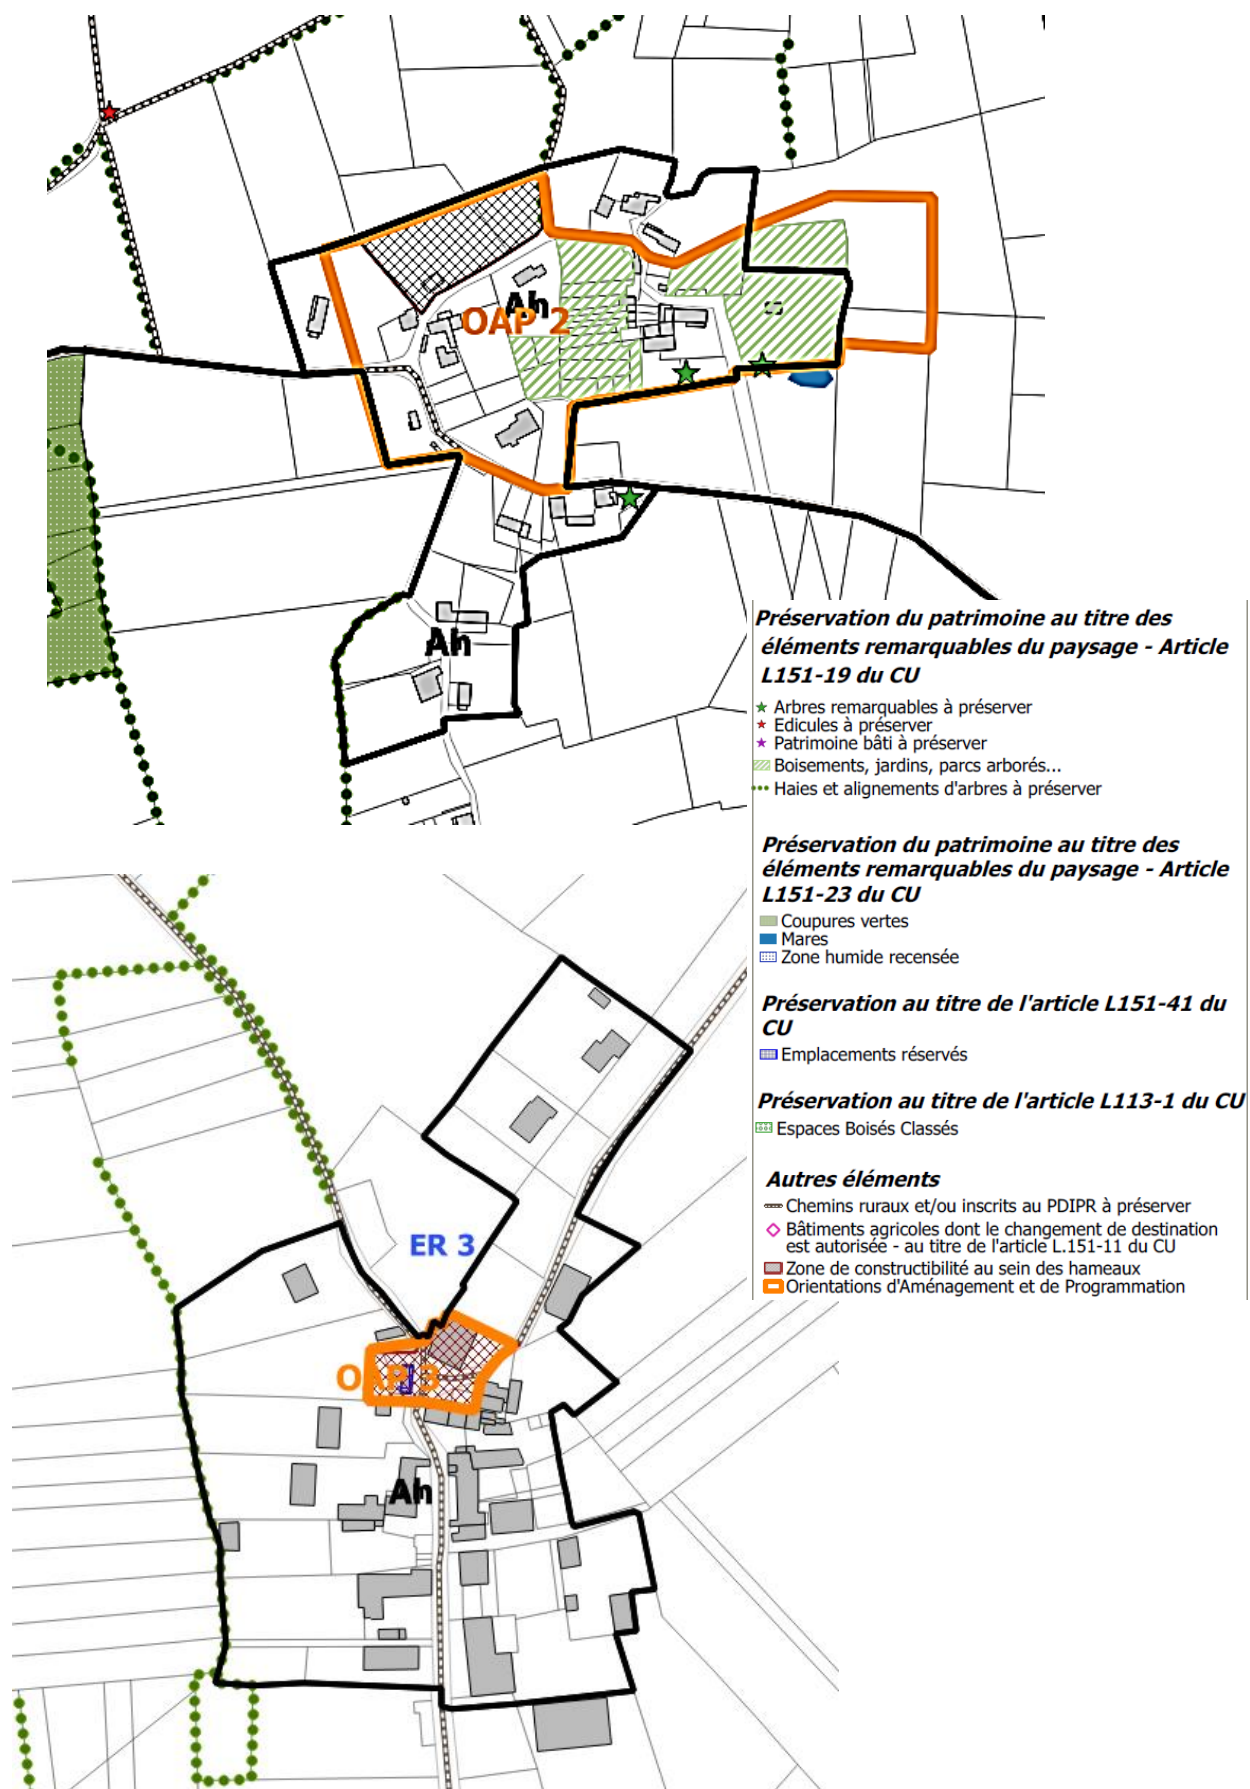 Ah
OAP 2
Ah
Préservation du patrimoine au titre des
éléments remarquables du paysage - Article
L151-19 du CU
Arbres remarquables à préserver
Edicules à préserver
Patrimoine bâti à préserver
Boisements, jardins, parcs arborés...
Haies et alignements d'arbres à préserver
Préservation du patrimoine au titre des
éléments remarquables du paysage - Article
L151-23 du CU
Coupures vertes
Mares
Zone humide recensée
Préservation au titre de l'article L151-41 du
CU
Emplacements réservés
Préservation au titre de l'article L113-1 du CU
Espaces Boisés Classés
Autres éléments
Chemins ruraux et/ou inscrits au PDIPR à préserver
Bâtiments agricoles dont le changement de destination
est autorisée - au titre de l'article L.151-11 du CU
Zone de constructibilité au sein des hameaux
Orientations d'Aménagement et de Programmation
ER 3
OAP 3
Ah